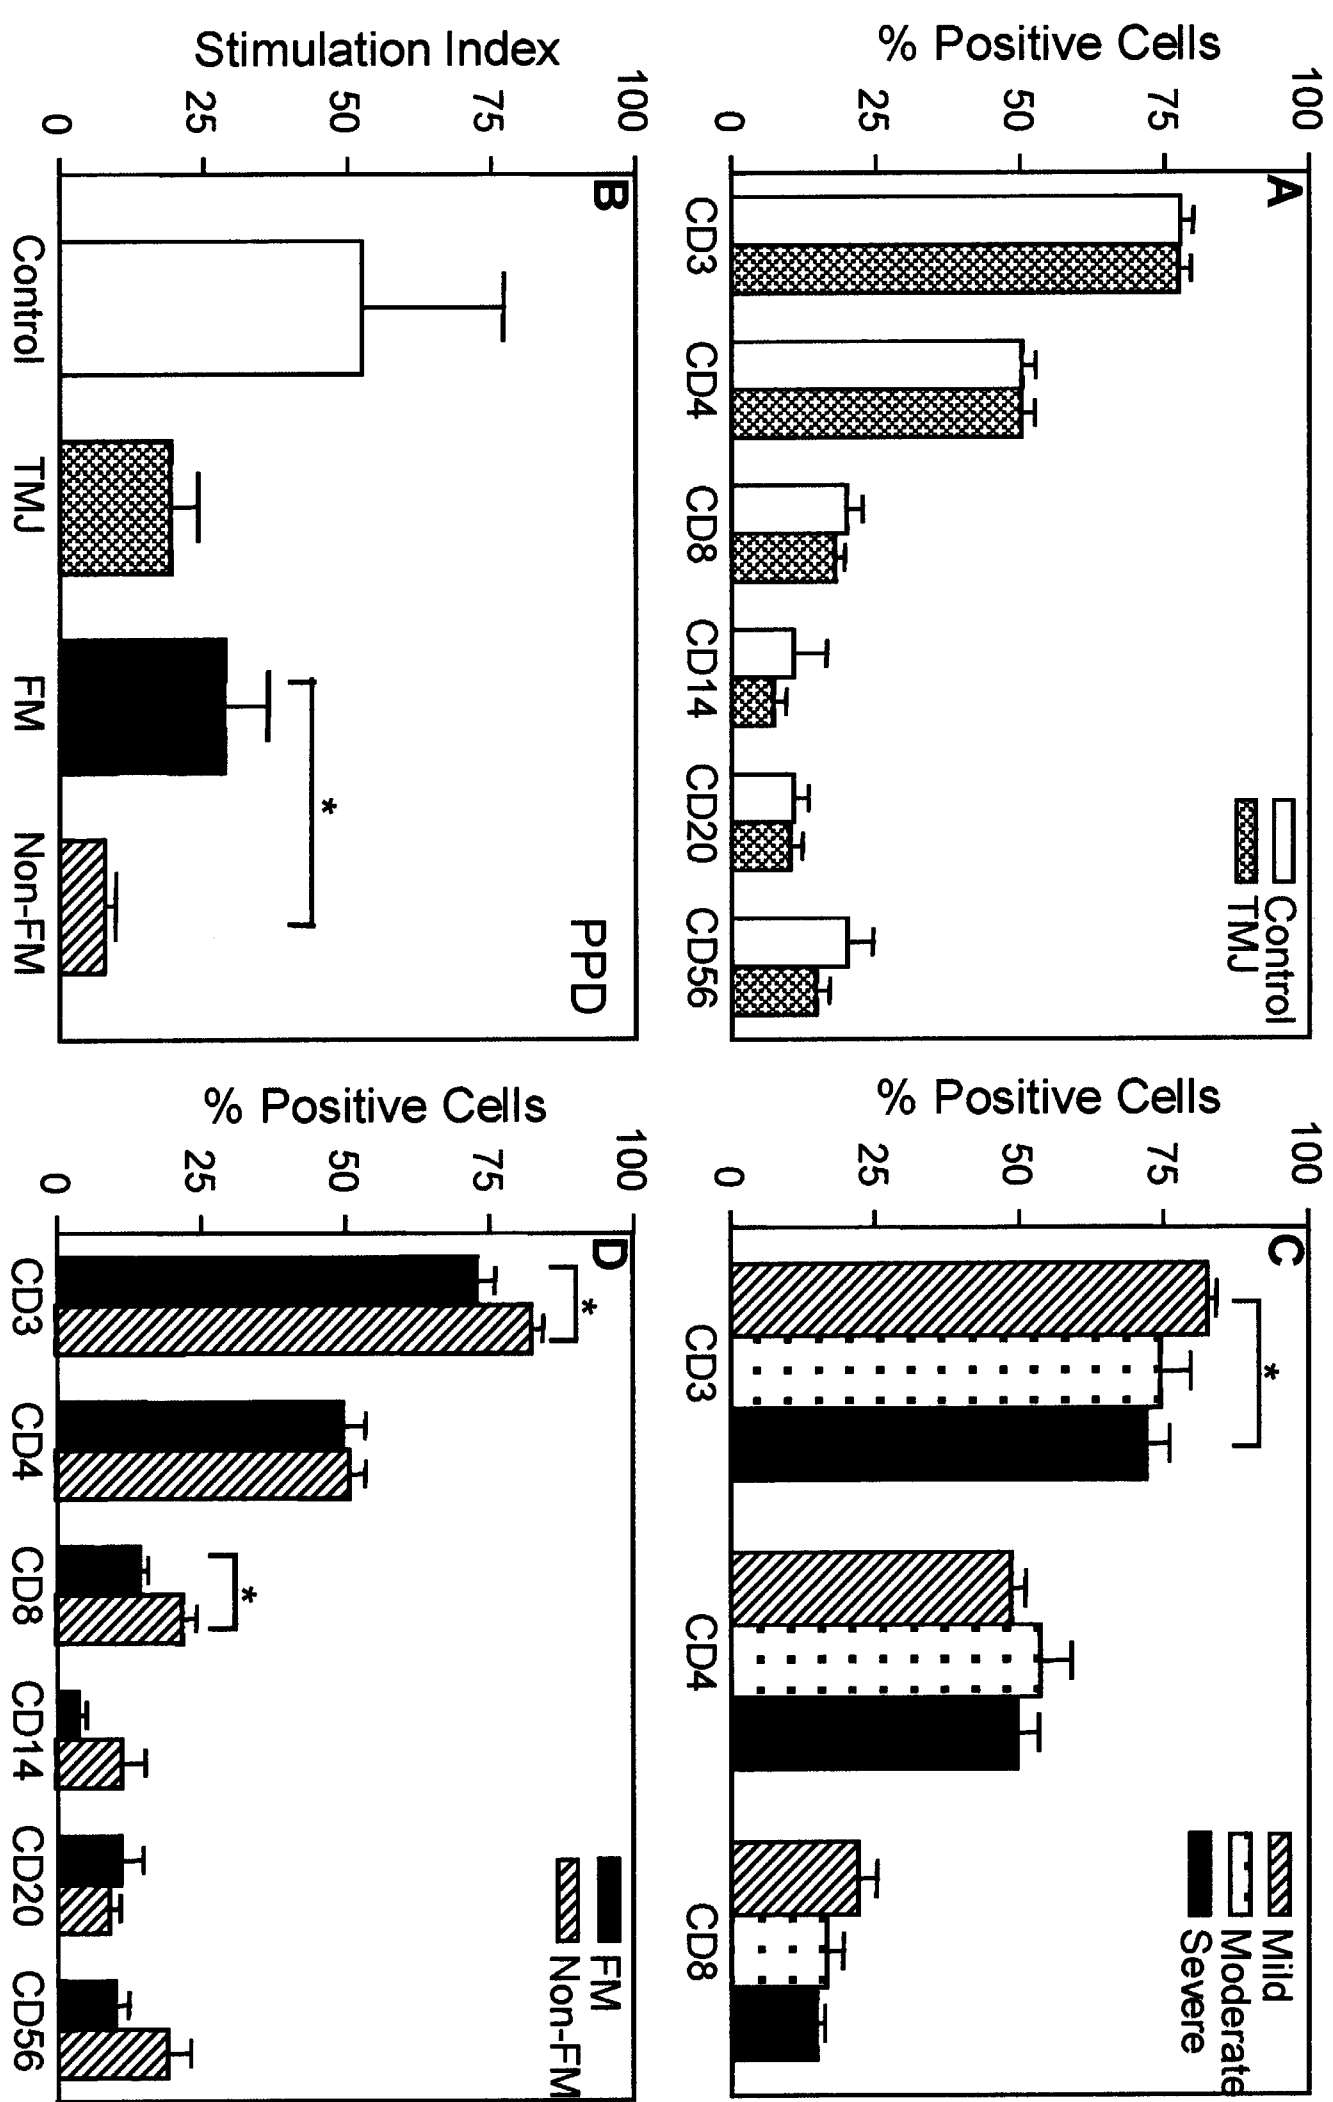 A
% Positive Cells
100
75
50
25
0
Control
TMJ
CD3 CD4 CD8 CD14 CD20 CD56
C
% Positive Cells
100
75
50
25
0
*
Mild
Moderate
Severe
CD3 CD4 CD8
B
Stimulation Index
100
75
50
25
0
PPD
*
Control TMJ FM Non-FM
D
% Positive Cells
100
75
50
25
0
*
*
FM
Non-FM
CD3 CD4 CD8 CD14 CD20 CD56